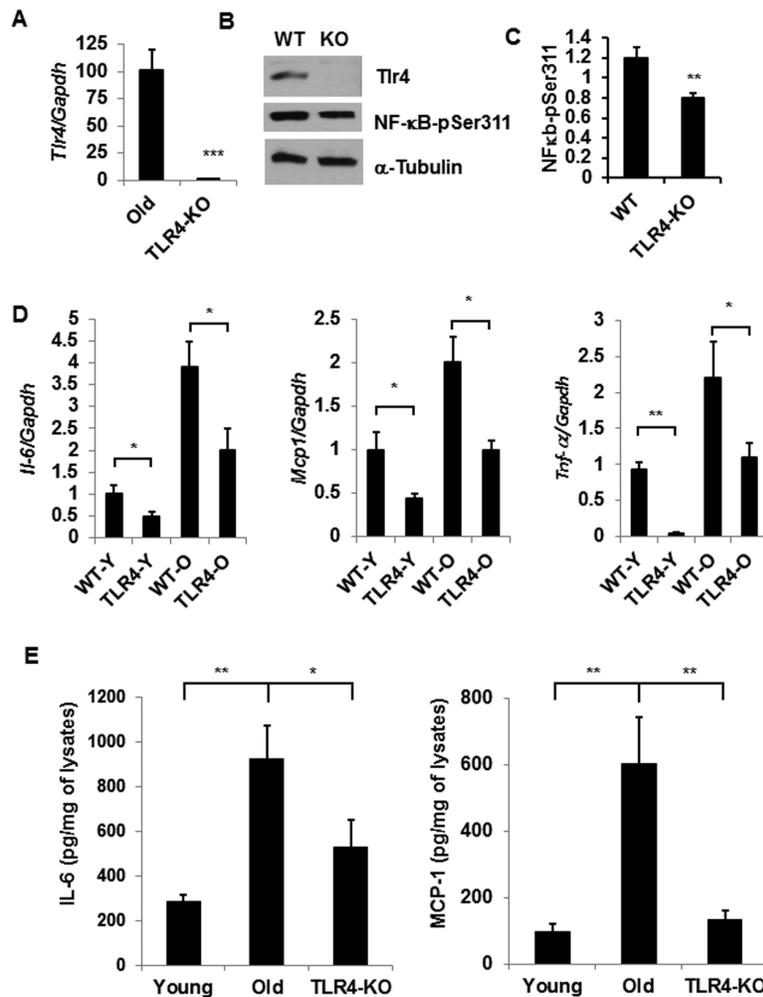 A
Tlr4/Gapdh
125
100
75
50
25
0
***
Old
TLR4-KO
B
WT KO
Tlr4
NF-κB-pSer311
α-Tubulin
C
NFκb-pSer311
1.4
1.2
1
0.8
0.6
0.4
0.2
0
**
WT
TLR4-KO
D
Il-6/Gapdh
5
4.5
4
3.5
3
2.5
2
1.5
1
0.5
0
*
*
WT-Y
TLR4-Y
WT-O
TLR4-O
Mcp1/Gapdh
2.5
2
1.5
1
0.5
0
*
*
WT-Y
TLR4-Y
WT-O
TLR4-O
Tnf-α/Gapdh
3
2
2
1
1
0
**
*
WT-Y
TLR4-Y
WT-O
TLR4-O
E
IL-6 (pg/mg of lysates)
1200
1000
800
600
400
200
0
** *
Young Old TLR4-KO
MCP-1 (pg/mg of lysates)
800
600
400
200
0
** **
Young Old TLR4-KO